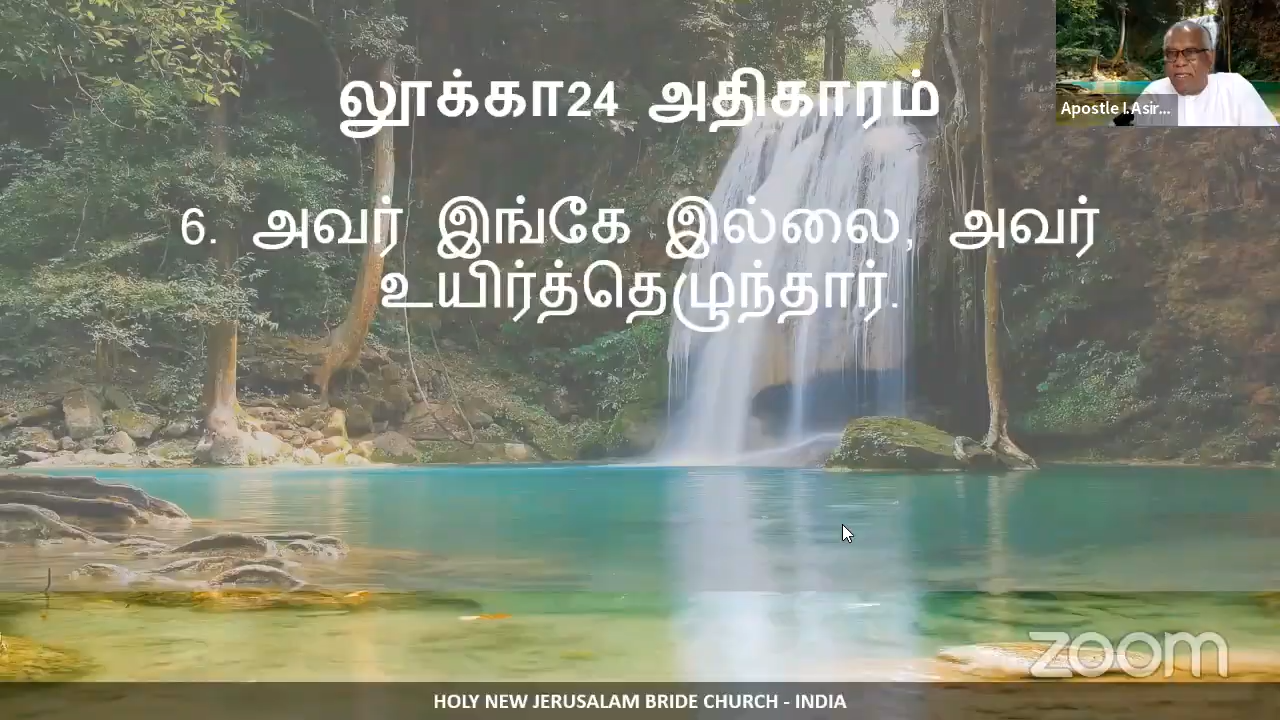 லூக்கா24 அதிகாரம்
Apostle I.Asir...
6. அவர் இங்கே இல்லை, அவர்
உயிர்த்தெழுந்தார்.
zoom
HOLY NEW JERUSALAM BRIDE CHURCH - INDIA